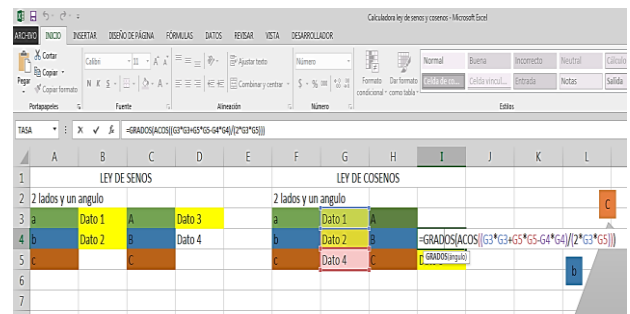 Calculadora ley de senos y cosenos - Microsoft Excel
ARCHIVO INICIO INSERTAR DISEÑO DE PÁGINA FÓRMULAS DATOS REVISAR VISTA DESARROLLADOR
Pegar
Cortar
Copiar
Copiar formato
Portapapeles
Calibri 11
N K S
Fuente
Ajustar texto
Combinar y centrar
Alineación
Número
$ % 000
Número
Formato condicional
Dar formato como tabla
Normal Buena Incorrecto Neutral Cálculo
Celda de co... Celda vincul... Entrada Notas Salida
Estilos
TASA =GRADOS(ACOS((G3*G3+G5*G5-G4*G4)/(2*G3*G5)))
A B C D E F G H I J K L
1 LEY DE SENOS LEY DE COSENOS
2 2 lados y un angulo 2 lados y un angulo
3 a Dato 1 A Dato 3 a Dato 1 A
4 b Dato 2 B Dato 4 b Dato 2 B =GRADOS(ACOS((G3*G3+G5*G5-G4*G4)/(2*G3*G5)))
5 c C c Dato 4 C
GRADOS(ángulo)
6
7
C
b